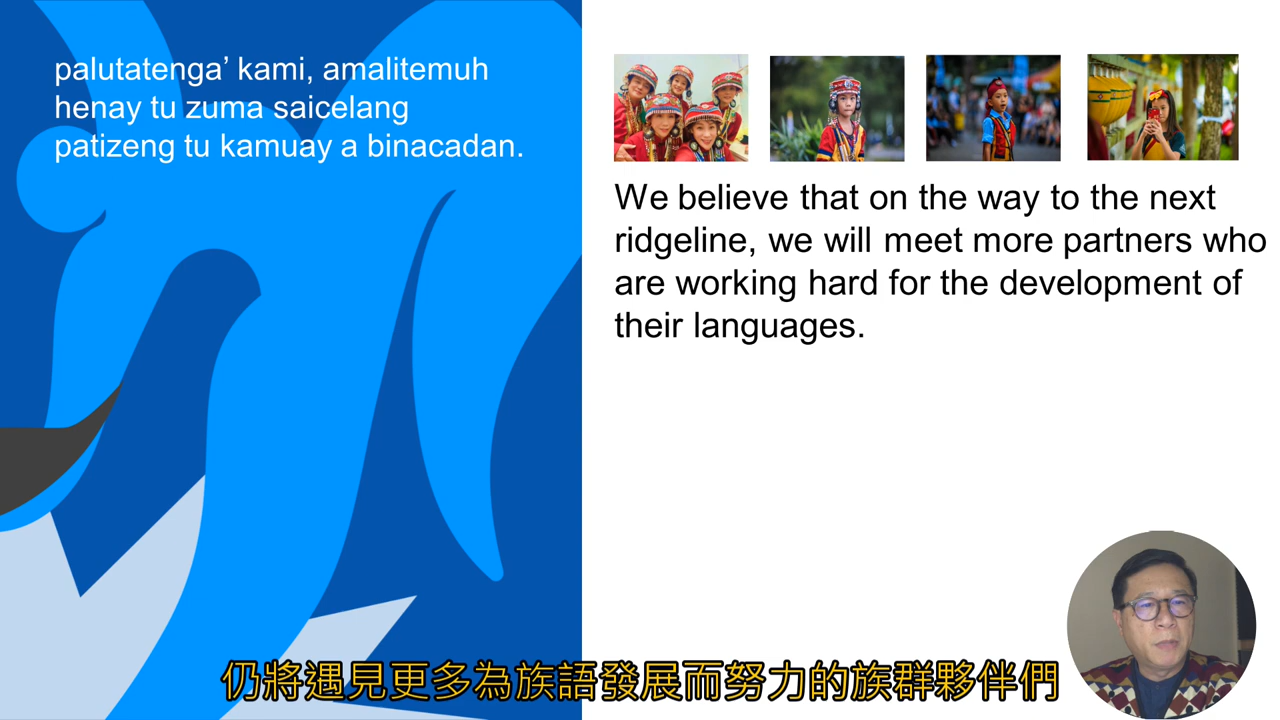 palutatenga’ kami, amalitemuh
henay tu zuma saicelang
patizeng tu kamuay a binacadan.
We believe that on the way to the next
ridgeline, we will meet more partners who
are working hard for the development of
their languages.
仍將遇見更多為族語發展而努力的族群夥伴們